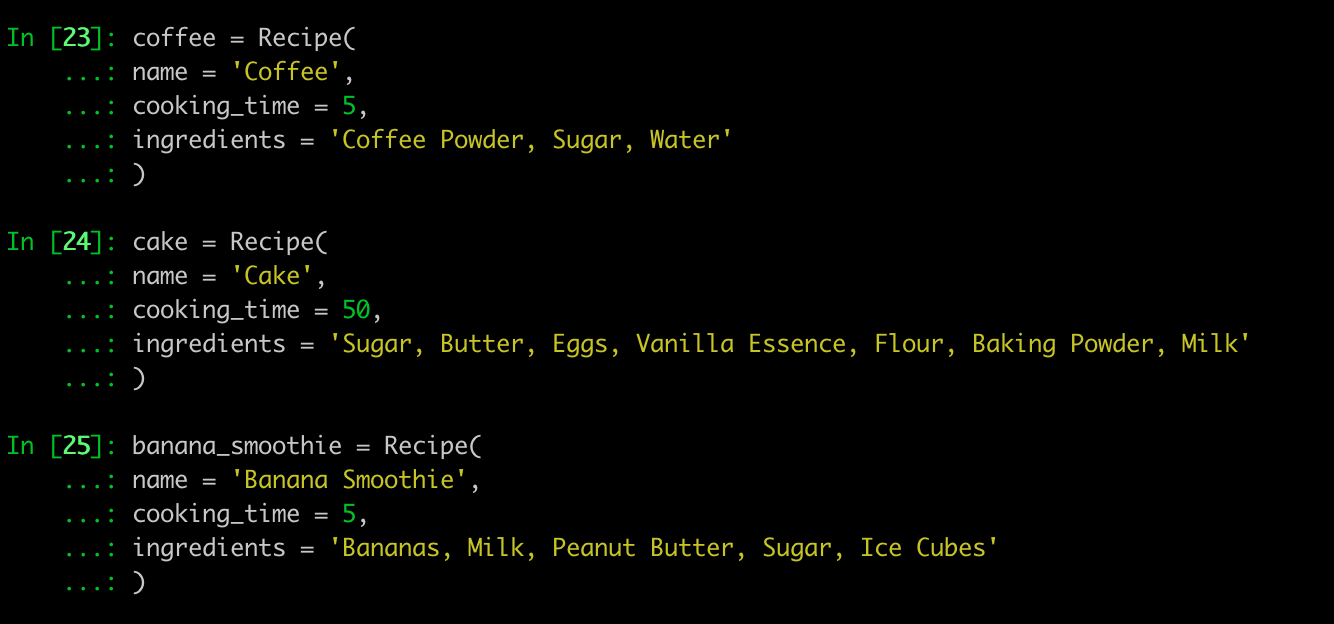 In [23]: coffee = Recipe(
...: name = 'Coffee',
...: cooking_time = 5,
...: ingredients = 'Coffee Powder, Sugar, Water'
...: )
In [24]: cake = Recipe(
...: name = 'Cake',
...: cooking_time = 50,
...: ingredients = 'Sugar, Butter, Eggs, Vanilla Essence, Flour, Baking Powder, Milk'
...: )
In [25]: banana_smoothie = Recipe(
...: name = 'Banana Smoothie',
...: cooking_time = 5,
...: ingredients = 'Bananas, Milk, Peanut Butter, Sugar, Ice Cubes'
...: )